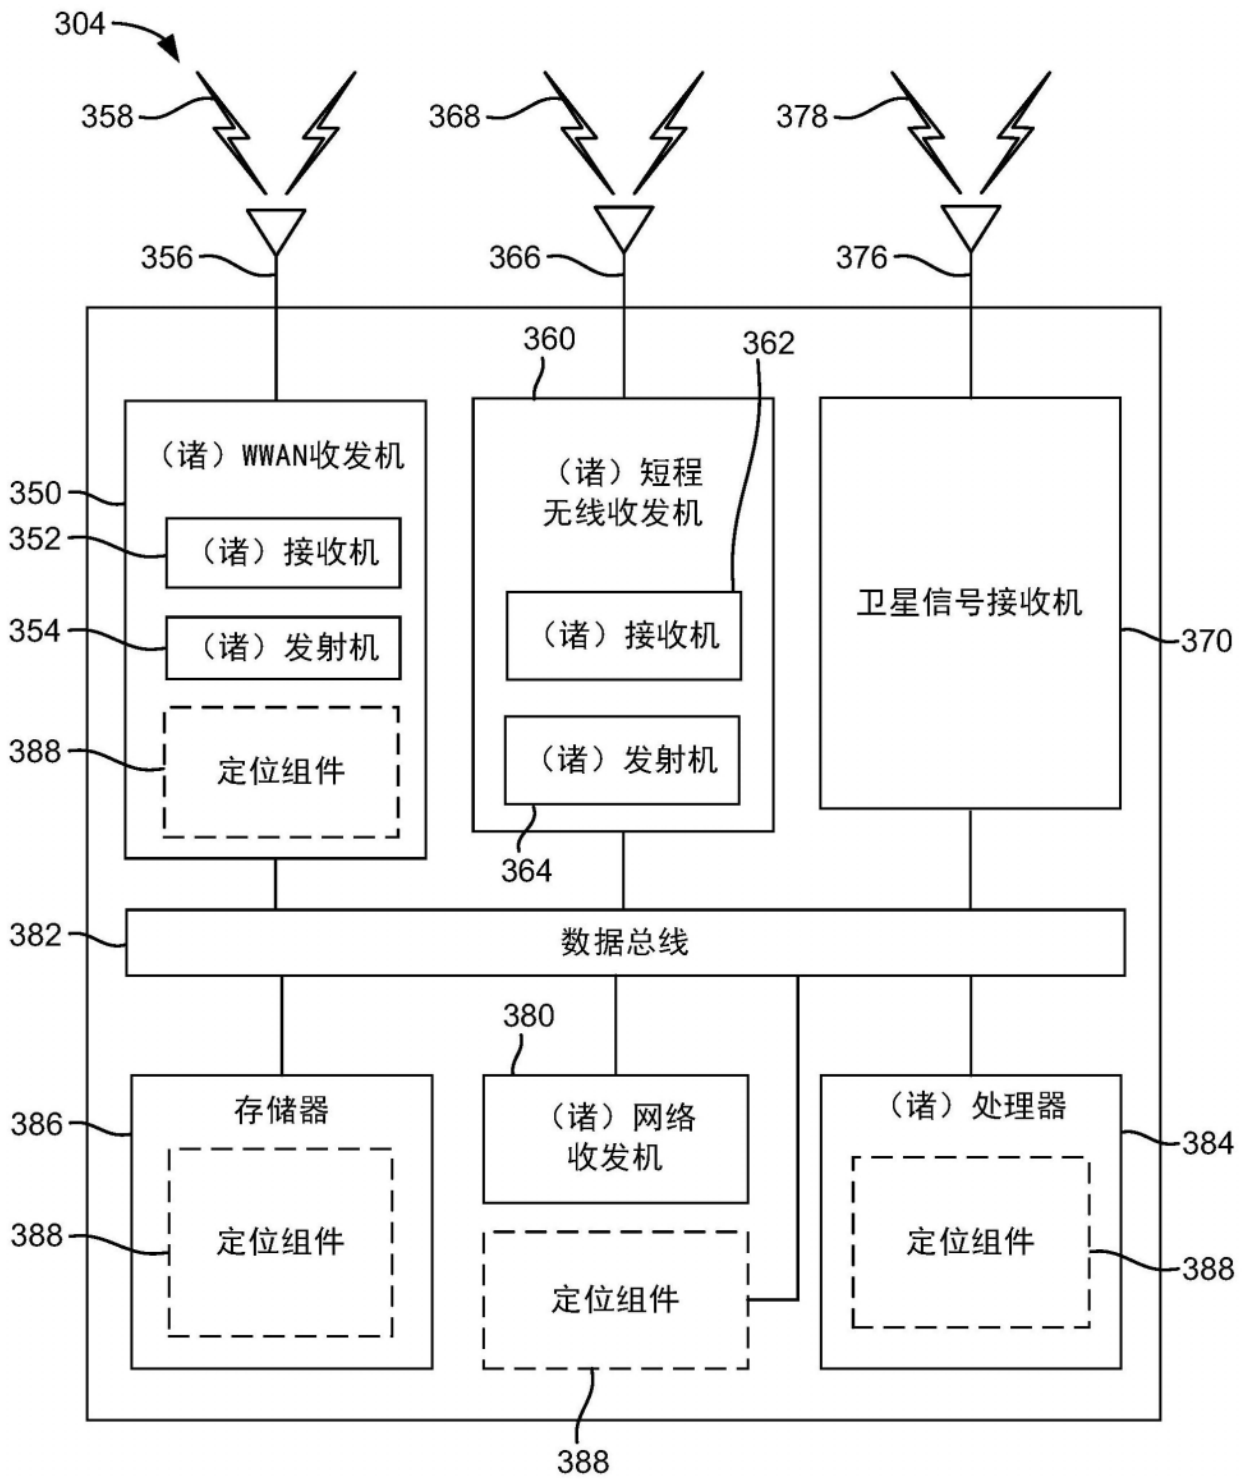 304
358
368
378
356
366
376
360
362
（诸）WWAN收发机
350
352
（诸）接收机
354
（诸）发射机
388
定位组件
（诸）短程
无线收发机
（诸）接收机
（诸）发射机
364
卫星信号接收机
370
382
数据总线
380
386
存储器
388
定位组件
（诸）网络
收发机
定位组件
388
（诸）处理器
384
定位组件
388